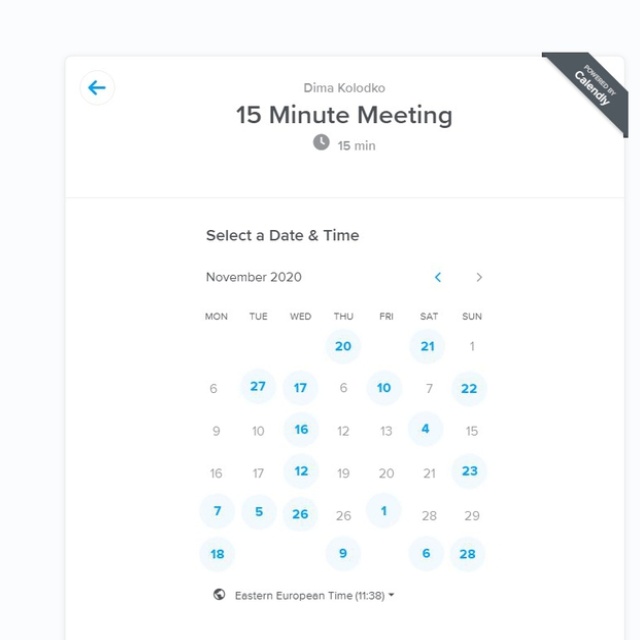 POWERED BY
Calendly
Dima Kolodko
15 Minute Meeting
15 min
Select a Date & Time
November 2020
MON TUE WED THU FRI SAT SUN
20 21 1
6 27 17 6 10 7 22
9 10 16 12 13 4 15
16 17 12 19 20 21 23
7 5 26 26 1 28 29
18 9 6 28
Eastern European Time (11:38)